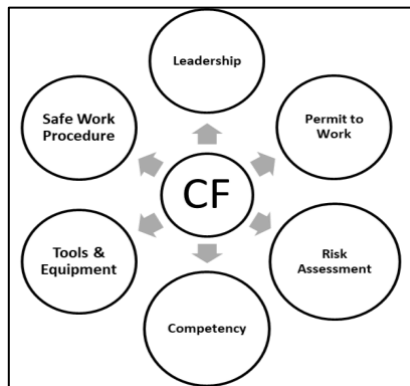 Leadership
Safe Work
Procedure
Permit to
Work
CF
Tools &
Equipment
Risk
Assessment
Competency